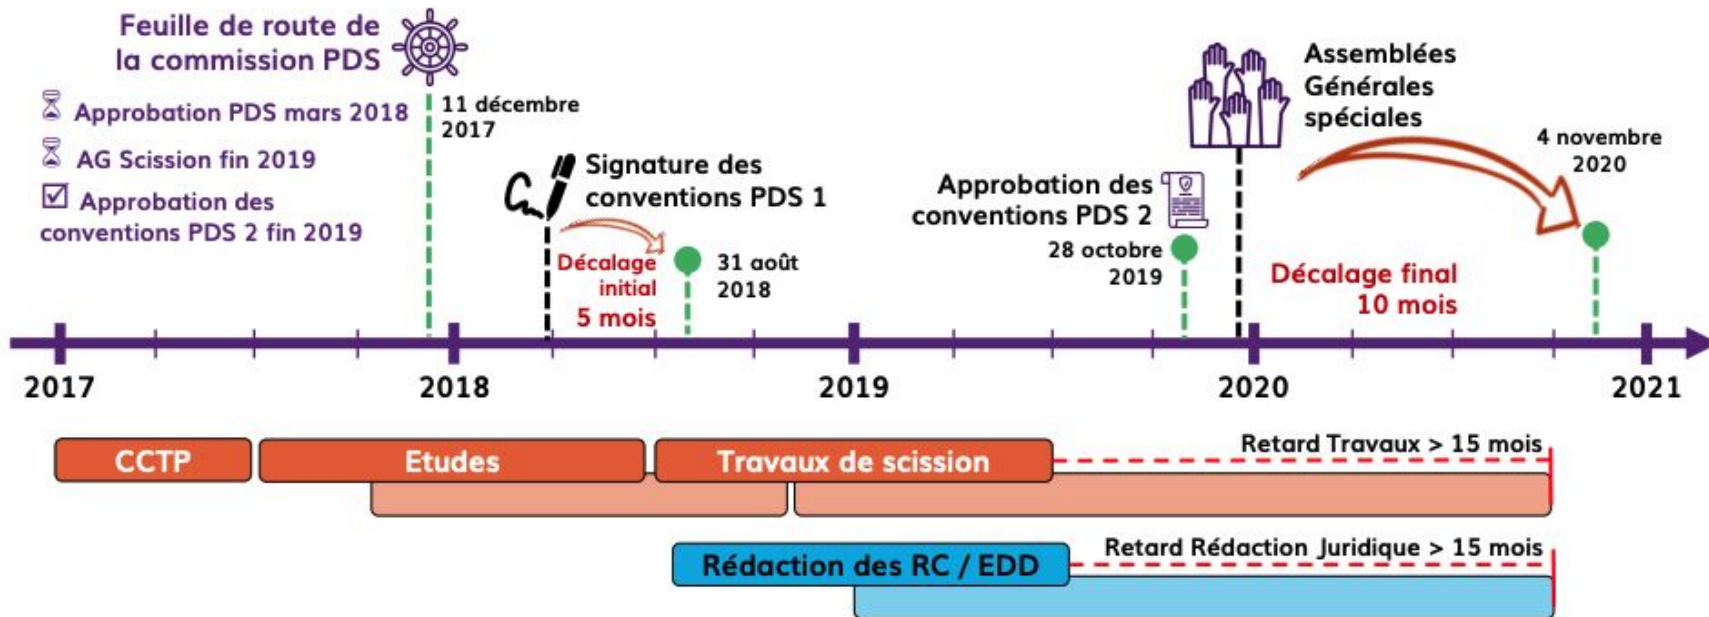 Feuille de route de
la commission PDS
Approbation PDS mars 2018
AG Scission fin 2019
Approbation des
conventions PDS 2 fin 2019
11 décembre
2017
Signature des
conventions PDS 1
Décalage
initial
5 mois
31 août
2018
Approbation des
conventions PDS 2
28 octobre
2019
Assemblées
Générales
spéciales
Décalage final
10 mois
4 novembre
2020
2017
2018
2019
2020
2021
CCTP
Etudes
Travaux de scission
Retard Travaux > 15 mois
Rédaction des RC / EDD
Retard Rédaction Juridique > 15 mois